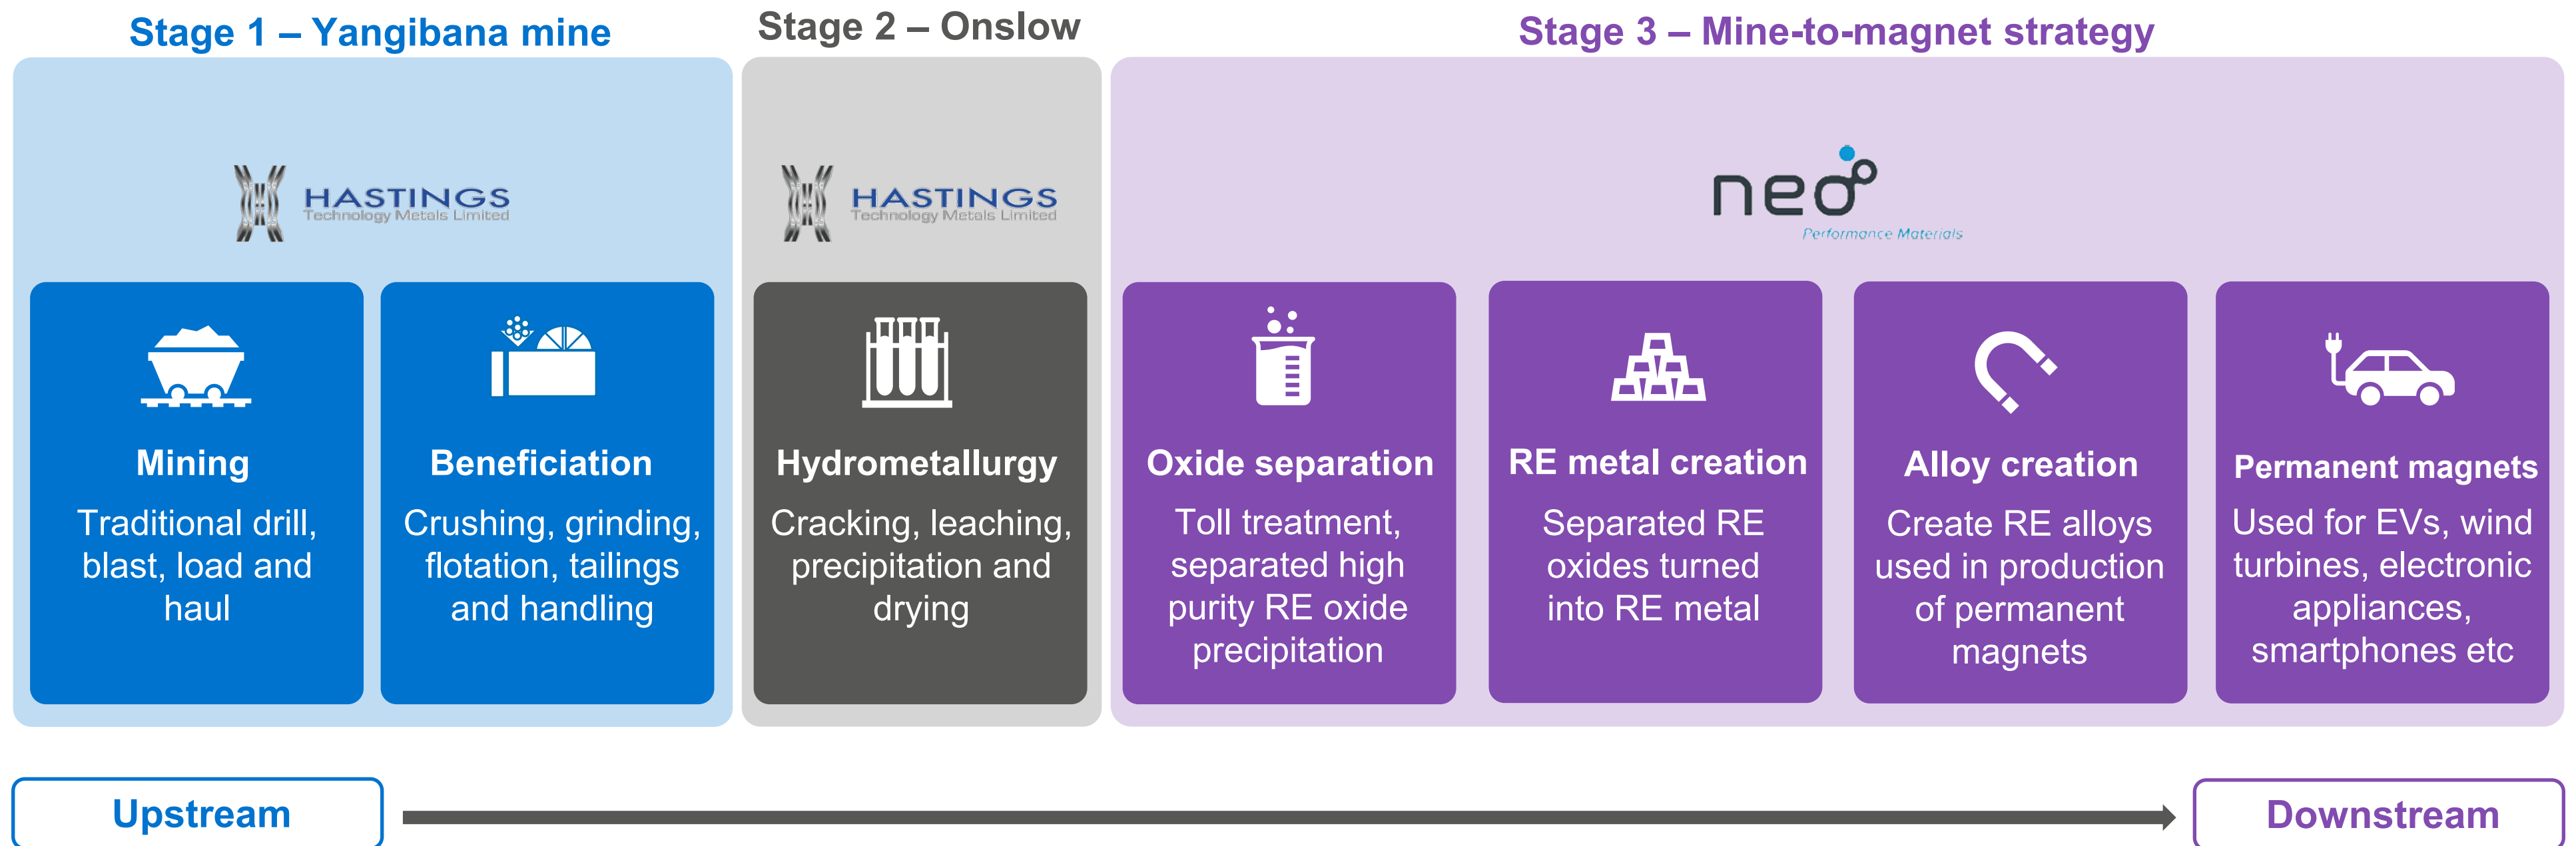 Stage 1 – Yangibana mine
Stage 2 – Onslow
Stage 3 – Mine-to-magnet strategy
HASTINGS
Technology Metals Limited
HASTINGS
Technology Metals Limited
neo
Performance Materials
Mining
Traditional drill,
blast, load and
haul
Beneficiation
Crushing, grinding,
flotation, tailings
and handling
Hydrometallurgy
Cracking, leaching,
precipitation and
drying
Oxide separation
Toll treatment,
separated high
purity RE oxide
precipitation
RE metal creation
Separated RE
oxides turned
into RE metal
Alloy creation
Create RE alloys
used in production
of permanent
magnets
Permanent magnets
Used for EVs, wind
turbines, electronic
appliances,
smartphones etc
Upstream
Downstream